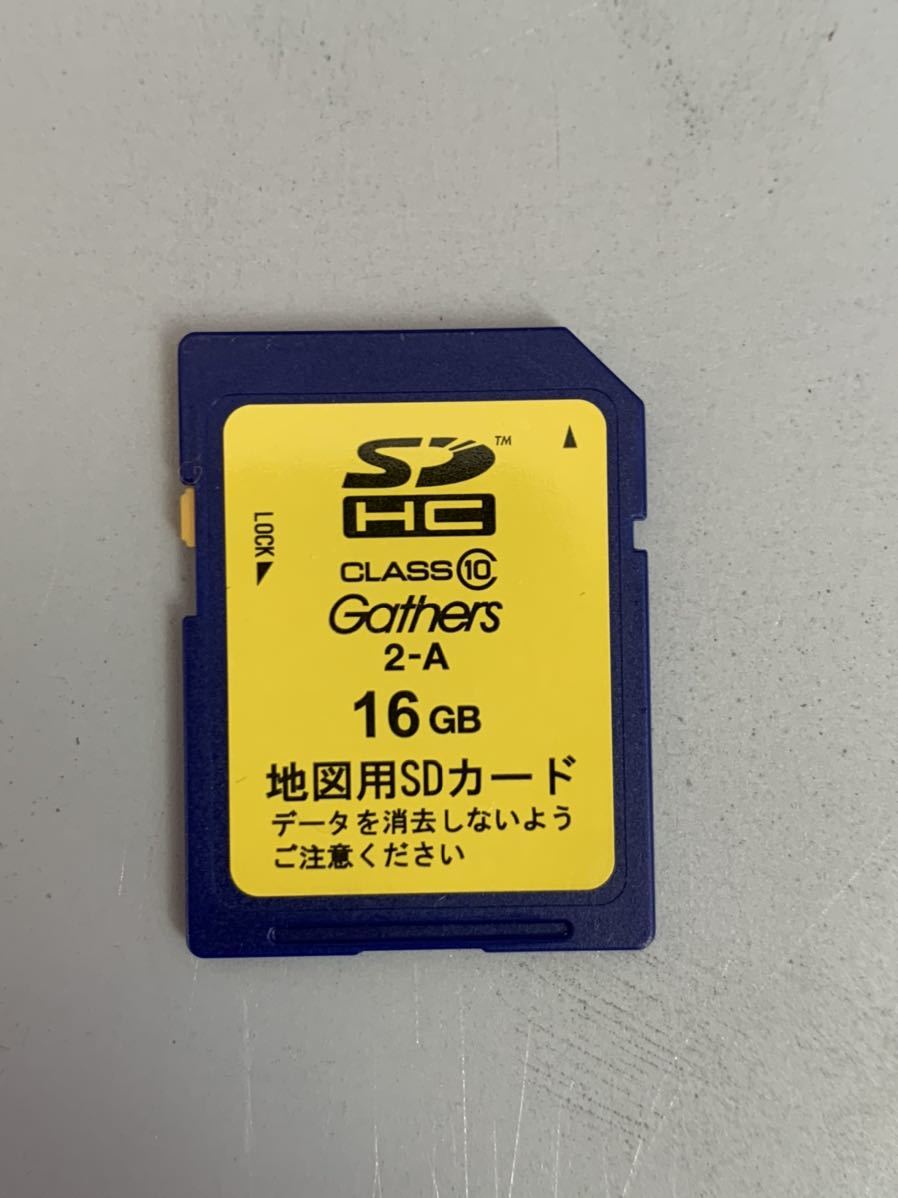 SD™
HC
LOCK
CLASS 10
Gathers
2-A
16 GB
地図用SDカード
データを消去しないよう
ご注意ください